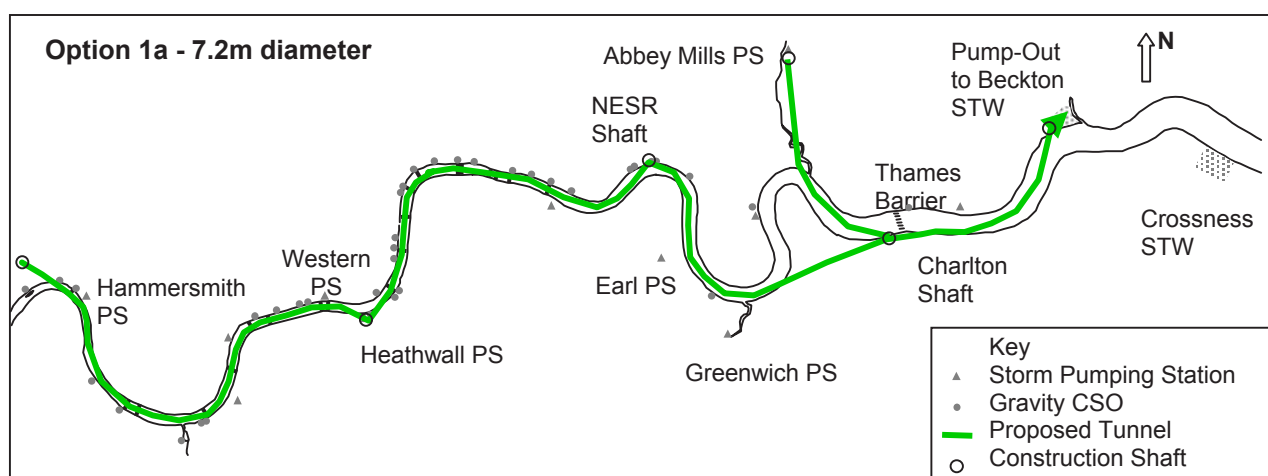 Option 1a - 7.2m diameter
Abbey Mills PS
Pump-Out
to Beckton
STW
N
NESR
Shaft
Thames
Barrier
Crossness
STW
Hammersmith
PS
Western
PS
Earl PS
Charlton
Shaft
Heathwall PS
Greenwich PS
Key
Storm Pumping Station
Gravity CSO
Proposed Tunnel
Construction Shaft